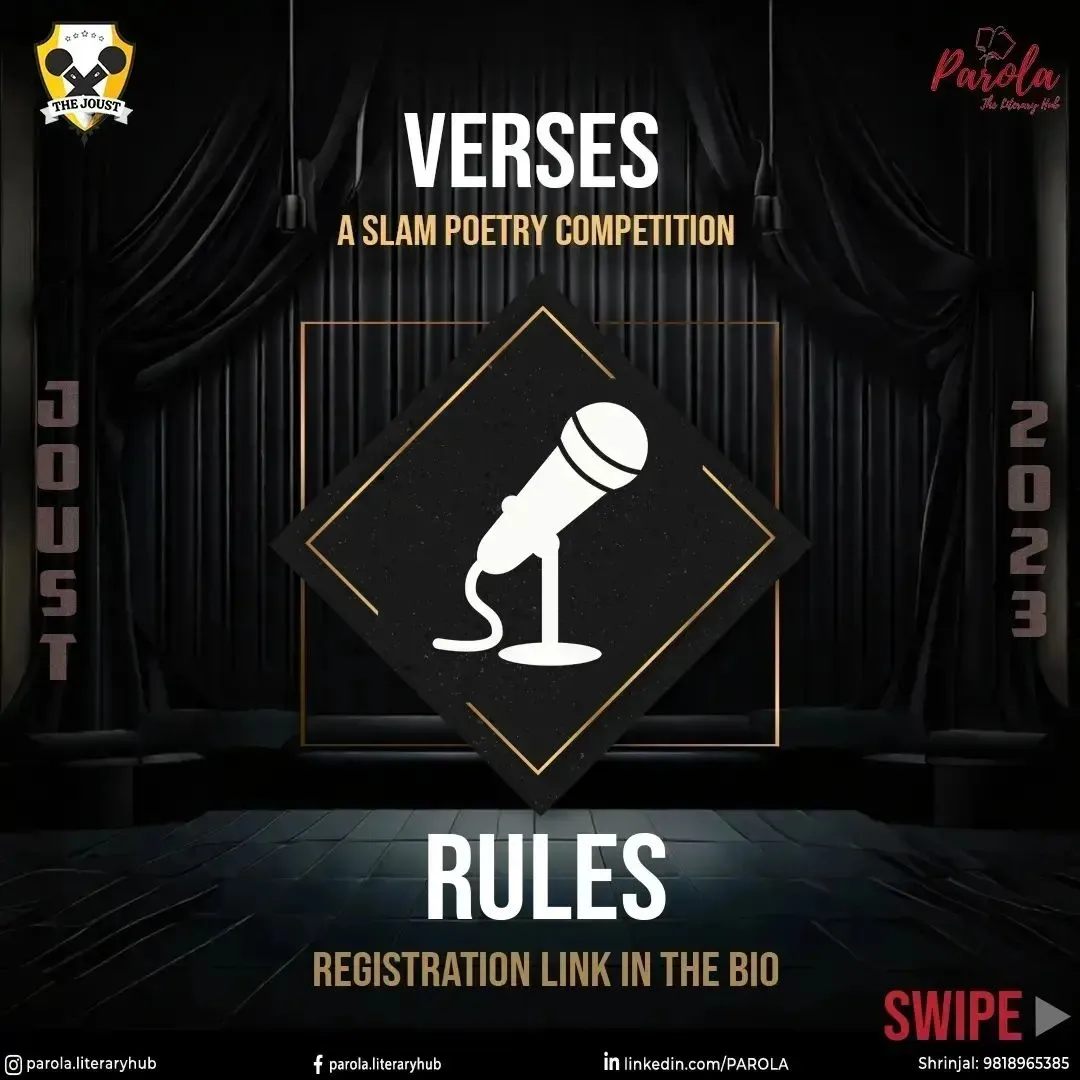 THE JOUST
Parola
The Literary Hub
VERSES
A SLAM POETRY COMPETITION
JOUST
2023
RULES
REGISTRATION LINK IN THE BIO
SWIPE
parola.literaryhub
parola.literaryhub
linkedin.com/PAROLA
Shrinjal: 9818965385